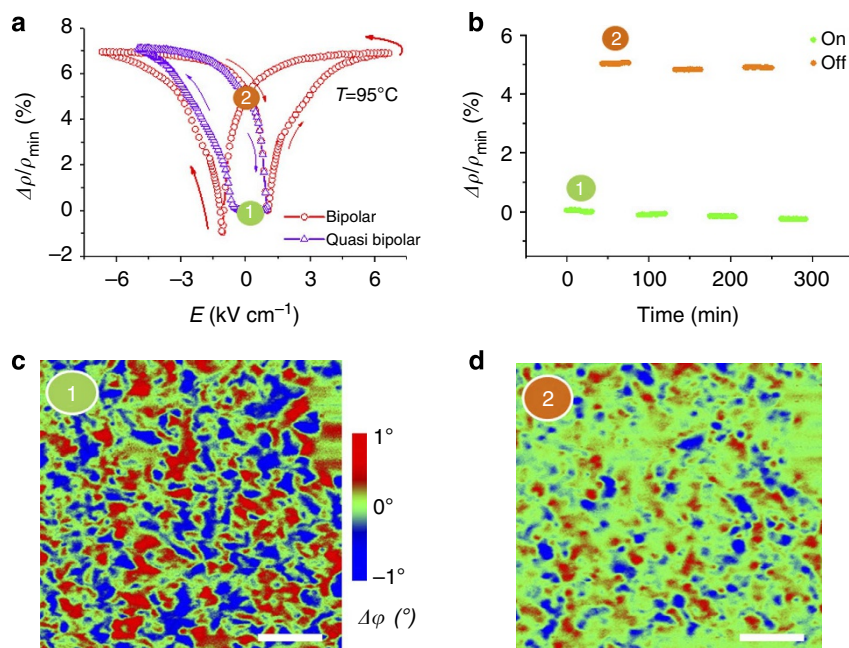 a
8
6
4
2
0
–2
Δρ/ρmin (%)
2
T=95°C
1
Bipolar
Quasi bipolar
–6
–3
0
3
6
E (kV cm–1)
b
6
4
2
0
Δρ/ρmin (%)
On
Off
2
1
0
100
200
300
Time (min)
c
1
1°
0°
–1°
Δφ (°)
d
2